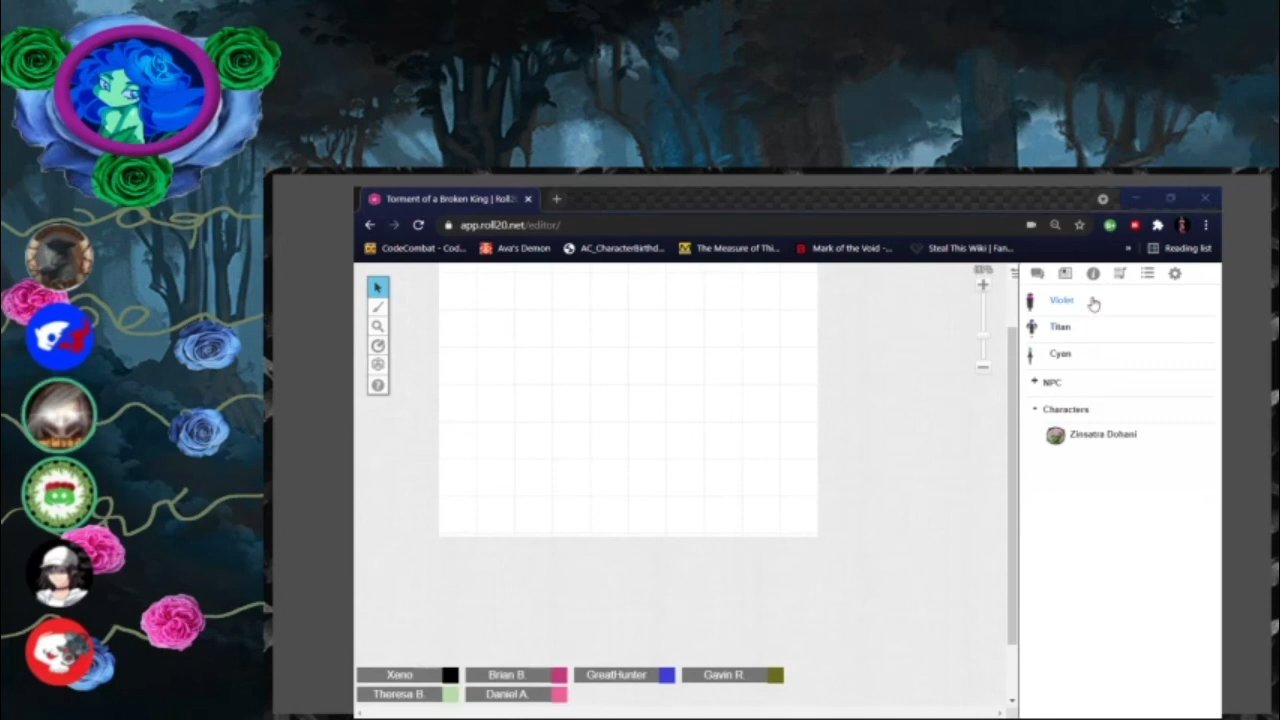 Torment of a Broken King | Roll20
app.roll20.net/editor/
CodeCombat - Cod...
Ava's Demon
AC_CharacterBirthd...
The Measure of Thi...
Mark of the Void -...
Steal This Wiki | Fan...
»
Reading list
Violet
Titan
Cyan
NPC
Characters
Zinsatra Dohani
Xeno
Brian B.
GreatHunter
Gavin R.
Theresa B.
Daniel A.